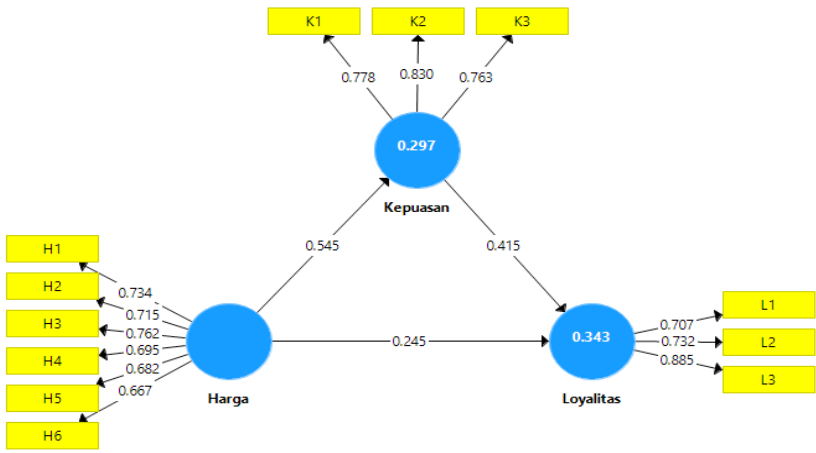 K1 K2 K3
0.778 0.830 0.763
0.297
Kepuasan
0.545 0.415
H1
H2
H3
H4
H5
H6
0.734
0.715
0.762
0.695
0.682
0.667
Harga
0.245
0.343
Loyalitas
0.707
0.732
0.885
L1
L2
L3